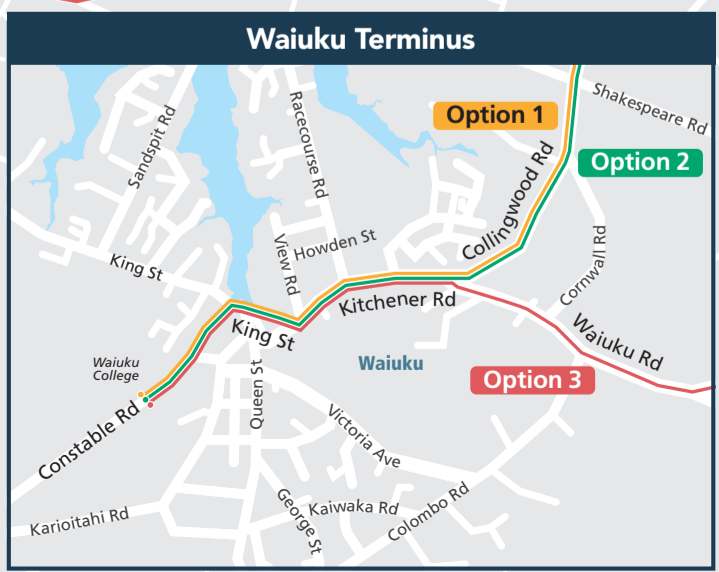 Waiuku Terminus
Shakespeare Rd
Option 1
Option 2
Sandspit Rd
Racecourse Rd
Collingwood Rd
Howden St
View Rd
King St
Cornwall Rd
Kitchener Rd
King St
Waiuku Rd
Waiuku
College
Waiuku
Option 3
Queen St
Constable Rd
Victoria Ave
Karioitahi Rd
George St
Kaiwaka Rd
Colombo Rd